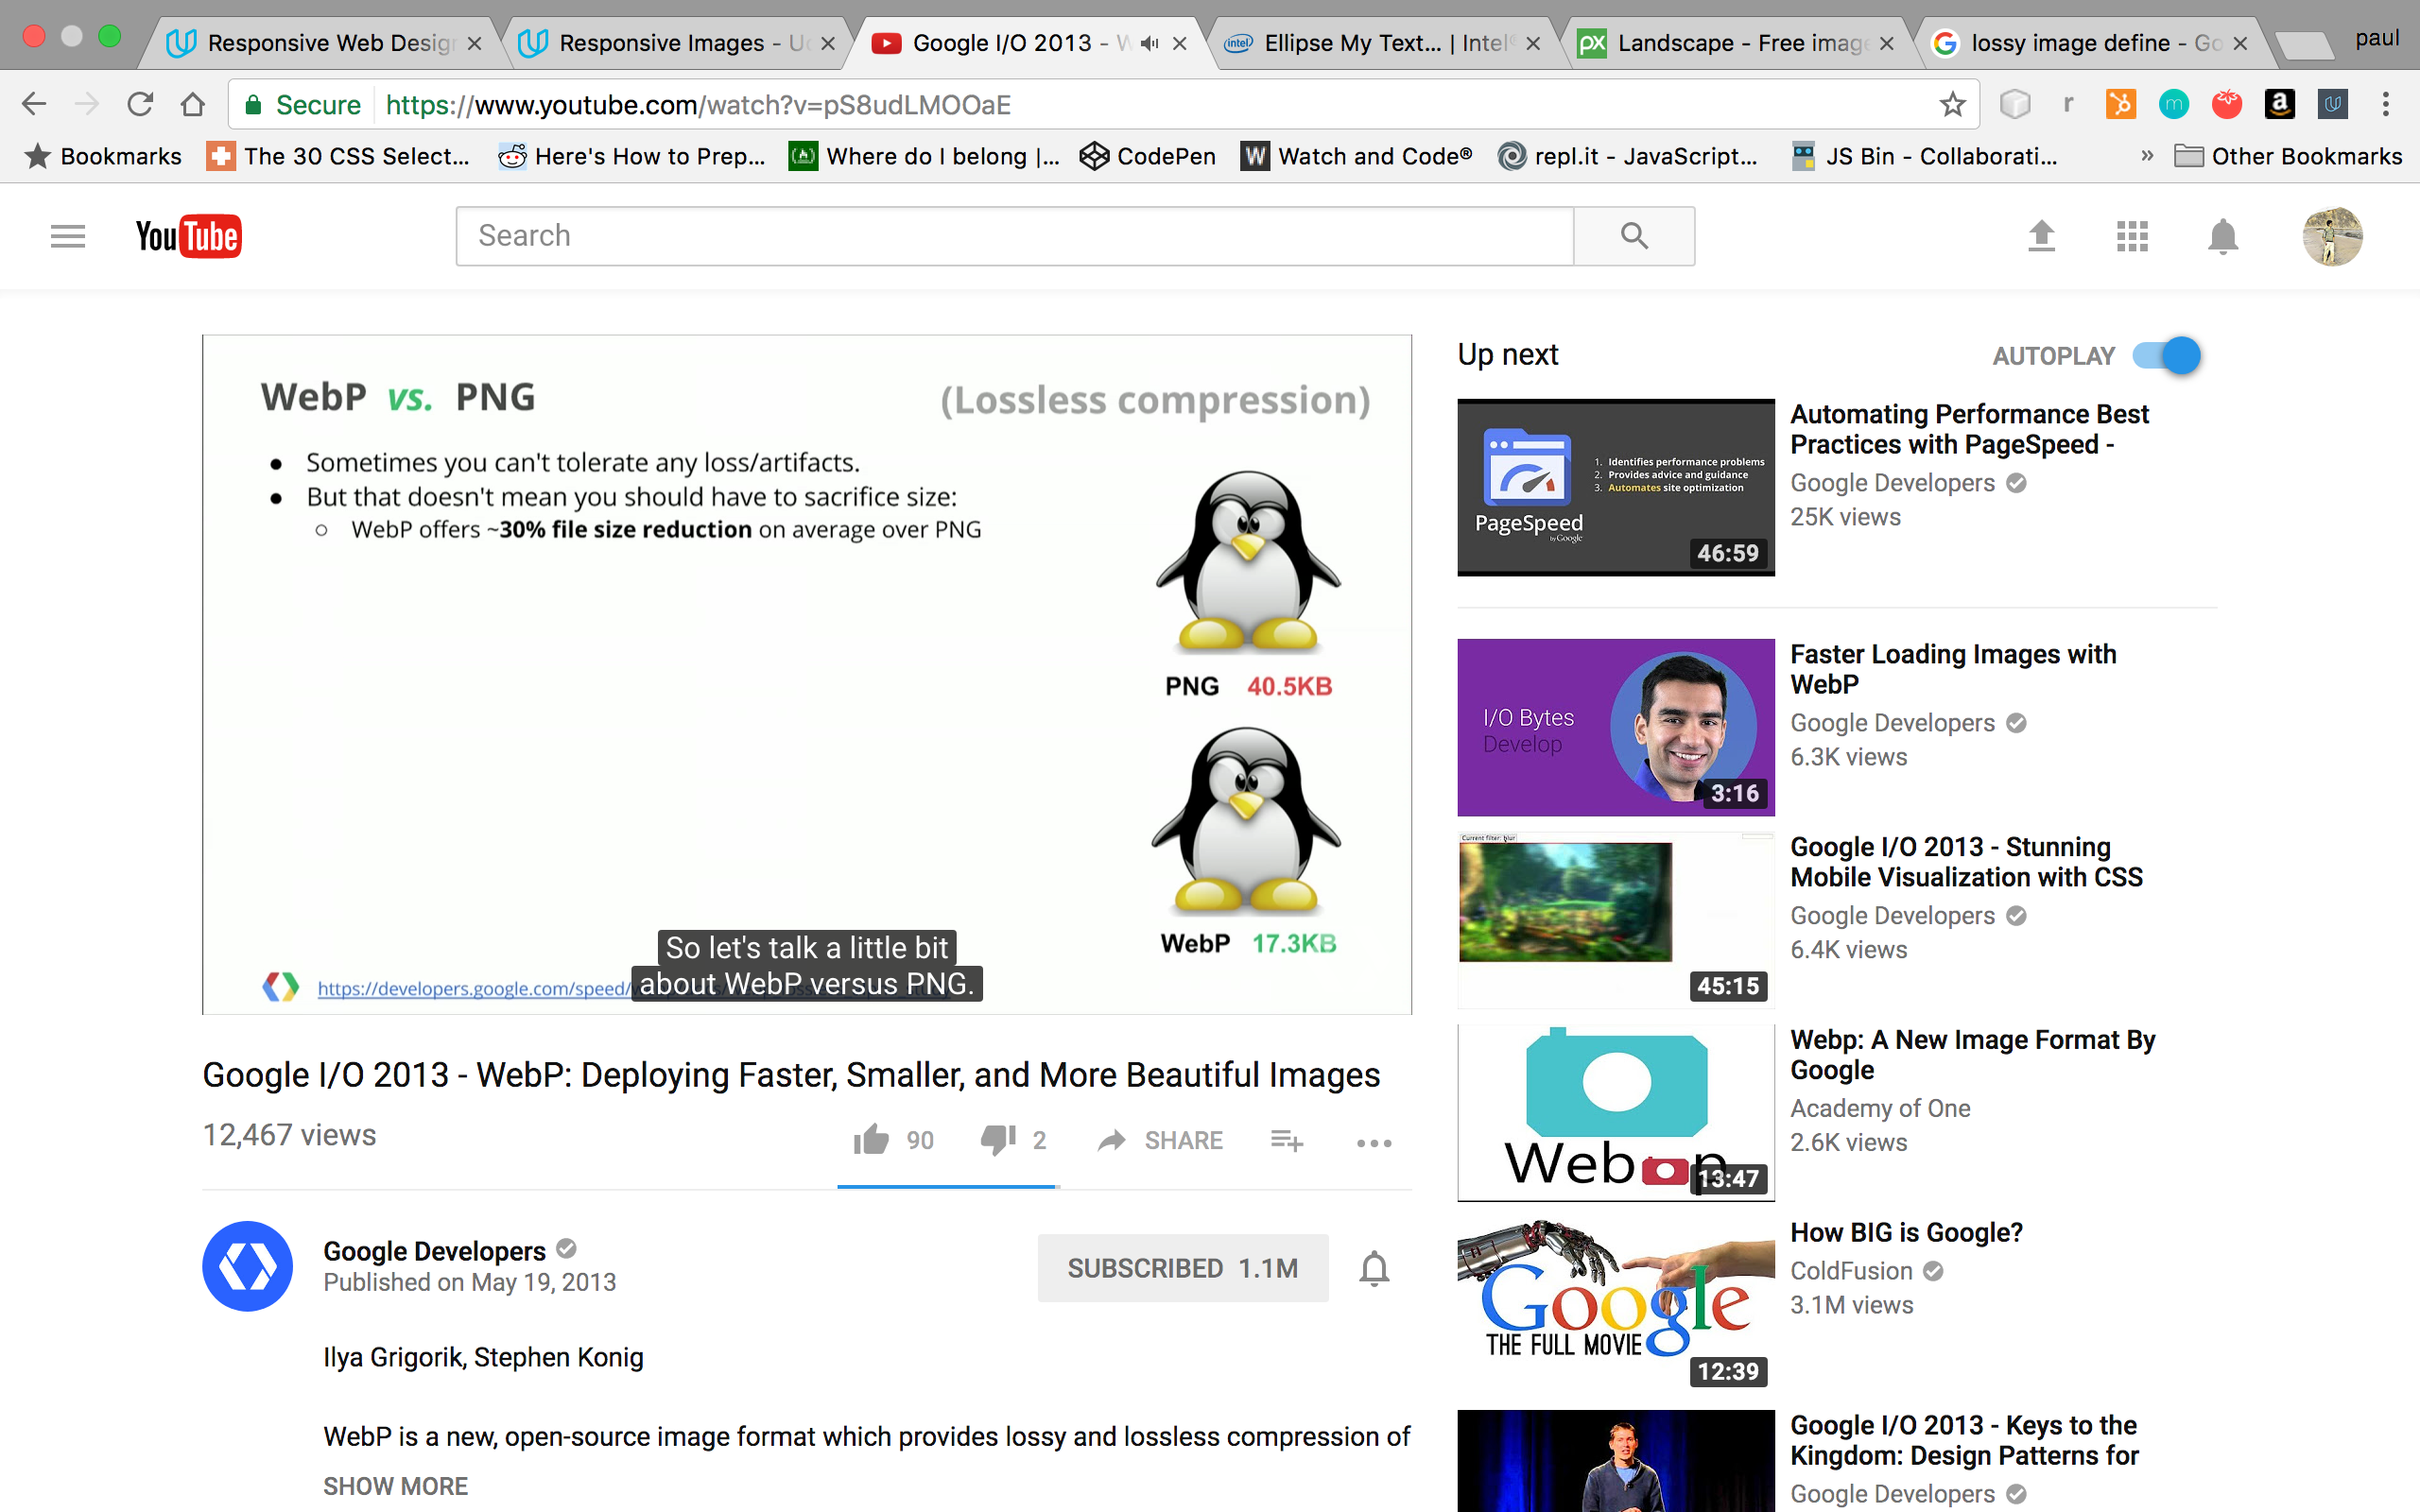 Responsive Web Design
Responsive Images - Ud
Google I/O 2013 - W
Ellipse My Text... | Intel®
Landscape - Free image
lossy image define - Go
paul
Secure
https://www.youtube.com/watch?v=pS8udLMOOaE
Bookmarks
The 30 CSS Select...
Here's How to Prep...
Where do I belong |...
CodePen
Watch and Code®
repl.it - JavaScript...
JS Bin - Collaborati...
»
Other Bookmarks
YouTube
Search
WebP vs. PNG
(Lossless compression)
● Sometimes you can't tolerate any loss/artifacts.
● But that doesn't mean you should have to sacrifice size:
○ WebP offers ~30% file size reduction on average over PNG
PNG 40.5KB
WebP 17.3KB
So let's talk a little bit
about WebP versus PNG.
https://developers.google.com/speed/
Google I/O 2013 - WebP: Deploying Faster, Smaller, and More Beautiful Images
12,467 views
90
2
SHARE
Google Developers
Published on May 19, 2013
SUBSCRIBED 1.1M
Ilya Grigorik, Stephen Konig
WebP is a new, open-source image format which provides lossy and lossless compression of
SHOW MORE
Up next
AUTOPLAY
PageSpeed
by Google
1. Identifies performance problems
2. Provides advice and guidance
3. Automates site optimization
46:59
Automating Performance Best
Practices with PageSpeed -
Google Developers
25K views
I/O Bytes
Develop
3:16
Faster Loading Images with
WebP
Google Developers
6.3K views
Current filter: blur
45:15
Google I/O 2013 - Stunning
Mobile Visualization with CSS
Google Developers
6.4K views
Webp
13:47
Webp: A New Image Format By
Google
Academy of One
2.6K views
Google
THE FULL MOVIE
12:39
How BIG is Google?
ColdFusion
3.1M views
Google I/O 2013 - Keys to the
Kingdom: Design Patterns for
Google Developers